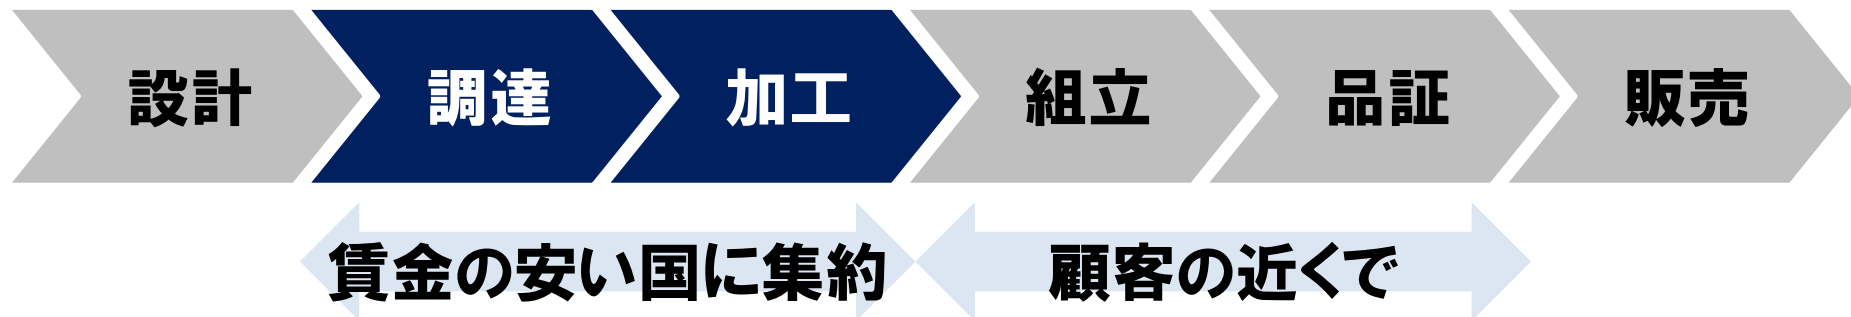 設計 調達 加工 組立 品証 販売
賃金の安い国に集約 顧客の近くで